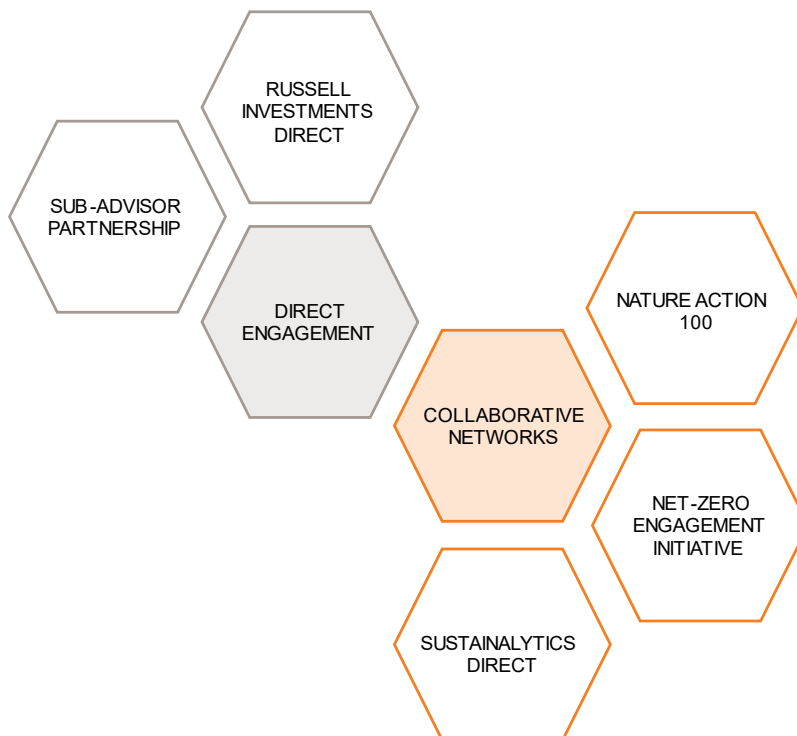 RUSSELL
INVESTMENTS
DIRECT
SUB-ADVISOR
PARTNERSHIP
DIRECT
ENGAGEMENT
NATURE ACTION
100
COLLABORATIVE
NETWORKS
NET-ZERO
ENGAGEMENT
INITIATIVE
SUSTAINALYTICS
DIRECT